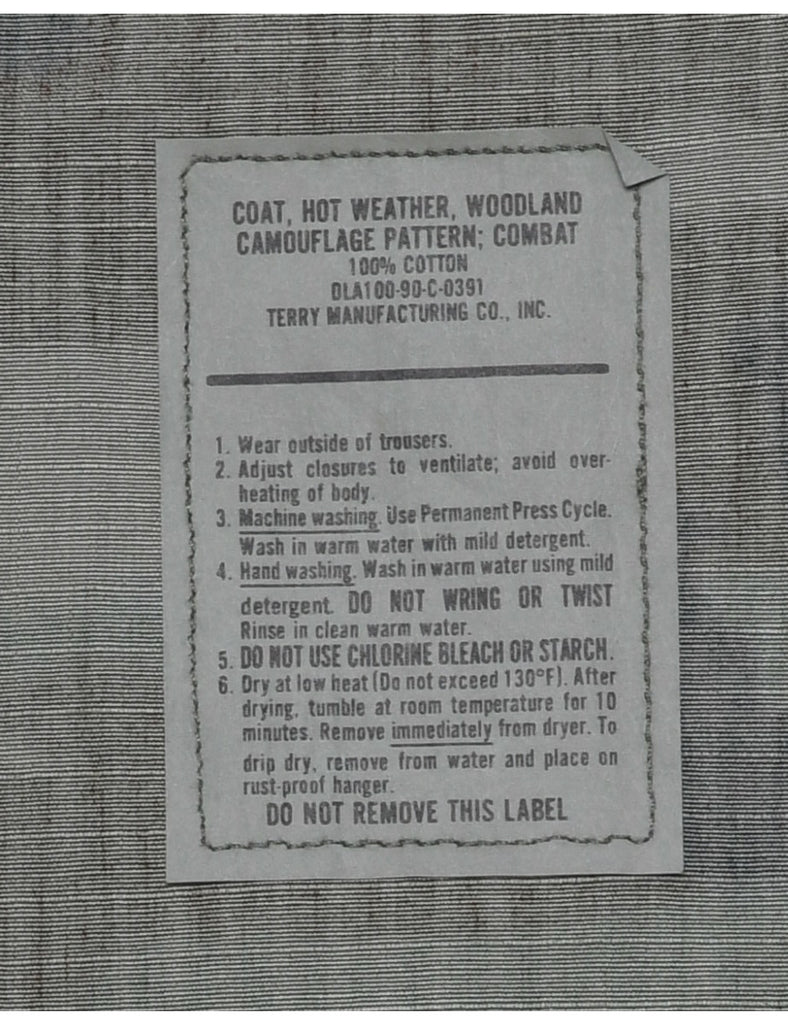 COAT, HOT WEATHER, WOODLAND
CAMOUFLAGE PATTERN; COMBAT
100% COTTON
DLA100-90-C-0391
TERRY MANUFACTURING CO., INC.
1. Wear outside of trousers.
2. Adjust closures to ventilate; avoid over-
heating of body.
3. Machine washing. Use Permanent Press Cycle.
Wash in warm water with mild detergent.
4. Hand washing. Wash in warm water using mild
detergent. DO NOT WRING OR TWIST
Rinse in clean warm water.
5. DO NOT USE CHLORINE BLEACH OR STARCH.
6. Dry at low heat (Do not exceed 130°F). After
drying, tumble at room temperature for 10
minutes. Remove immediately from dryer. To
drip dry, remove from water and place on
rust-proof hanger.
DO NOT REMOVE THIS LABEL